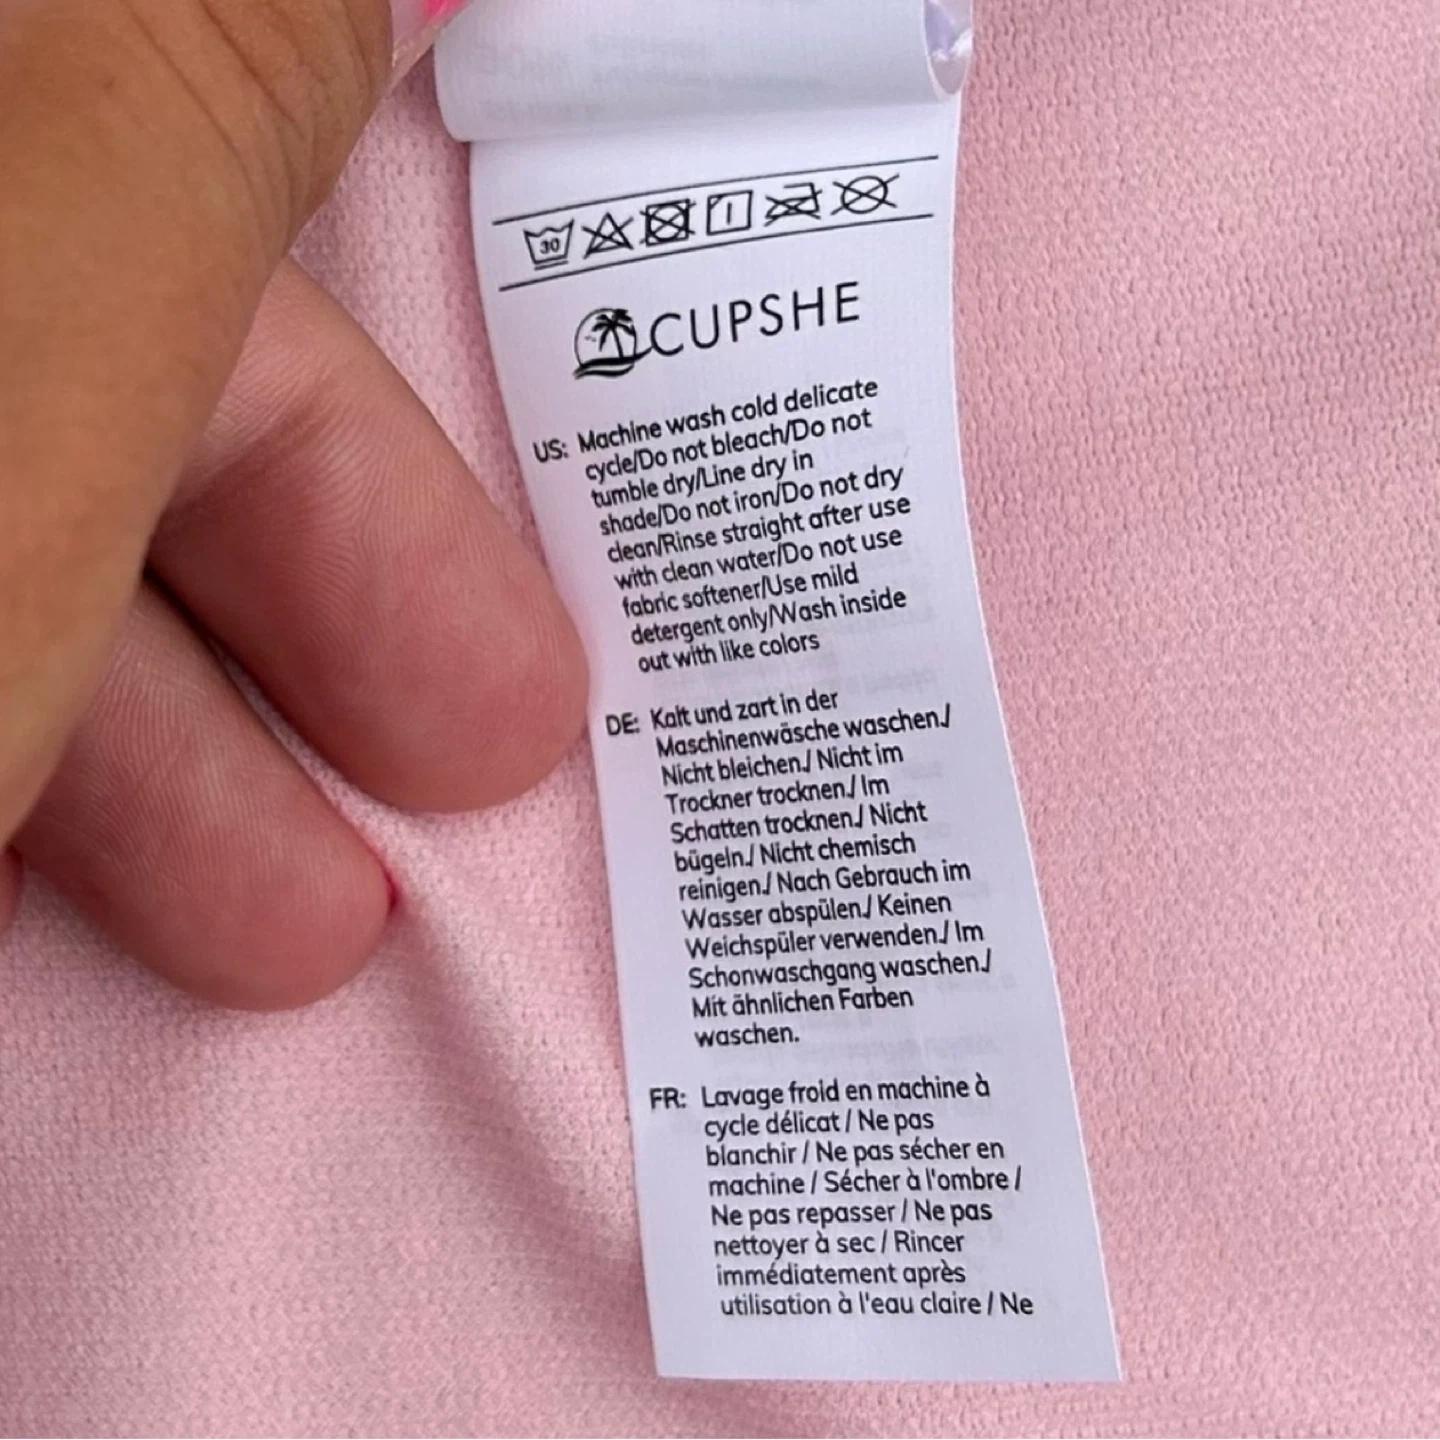 30
CUPSHE
US: Machine wash cold delicate
cycle/Do not bleach/Do not
tumble dry/Line dry in
shade/Do not iron/Do not dry
clean/Rinse straight after use
with clean water/Do not use
fabric softener/Use mild
detergent only/Wash inside
out with like colors
DE: Kalt und zart in der
Maschinenwäsche waschen./
Nicht bleichen./ Nicht im
Trockner trocknen./ Im
Schatten trocknen./ Nicht
bügeln./ Nicht chemisch
reinigen./ Nach Gebrauch im
Wasser abspülen./ Keinen
Weichspüler verwenden./ Im
Schonwaschgang waschen./
Mit ähnlichen Farben
waschen.
FR: Lavage froid en machine à
cycle délicat / Ne pas
blanchir / Ne pas sécher en
machine / Sécher à l'ombre /
Ne pas repasser / Ne pas
nettoyer à sec / Rincer
immédiatement après
utilisation à l'eau claire / Ne